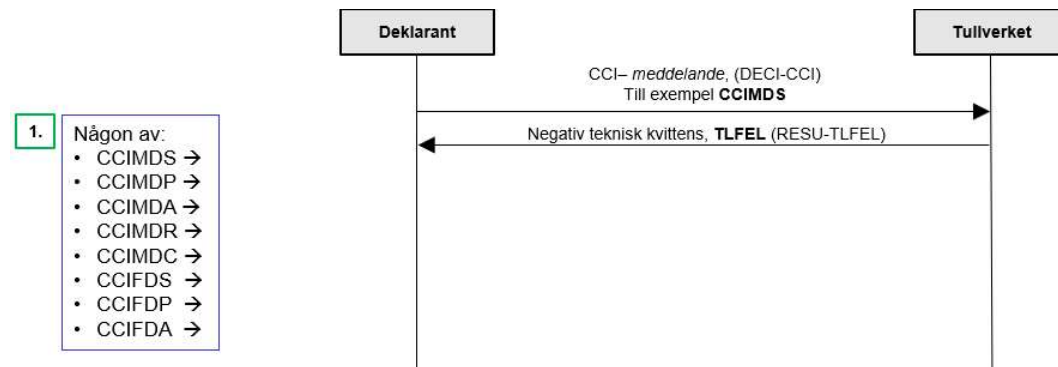 Deklarant
Tullverket
CCI– meddelande, (DECI-CCI)
Till exempel CCIMDS
Negativ teknisk kvittens, TLFEL (RESU-TLFEL)
1.
Någon av:
• CCIMDS →
• CCIMDP →
• CCIMDA →
• CCIMDR →
• CCIMDC →
• CCIFDS →
• CCIFDP →
• CCIFDA →